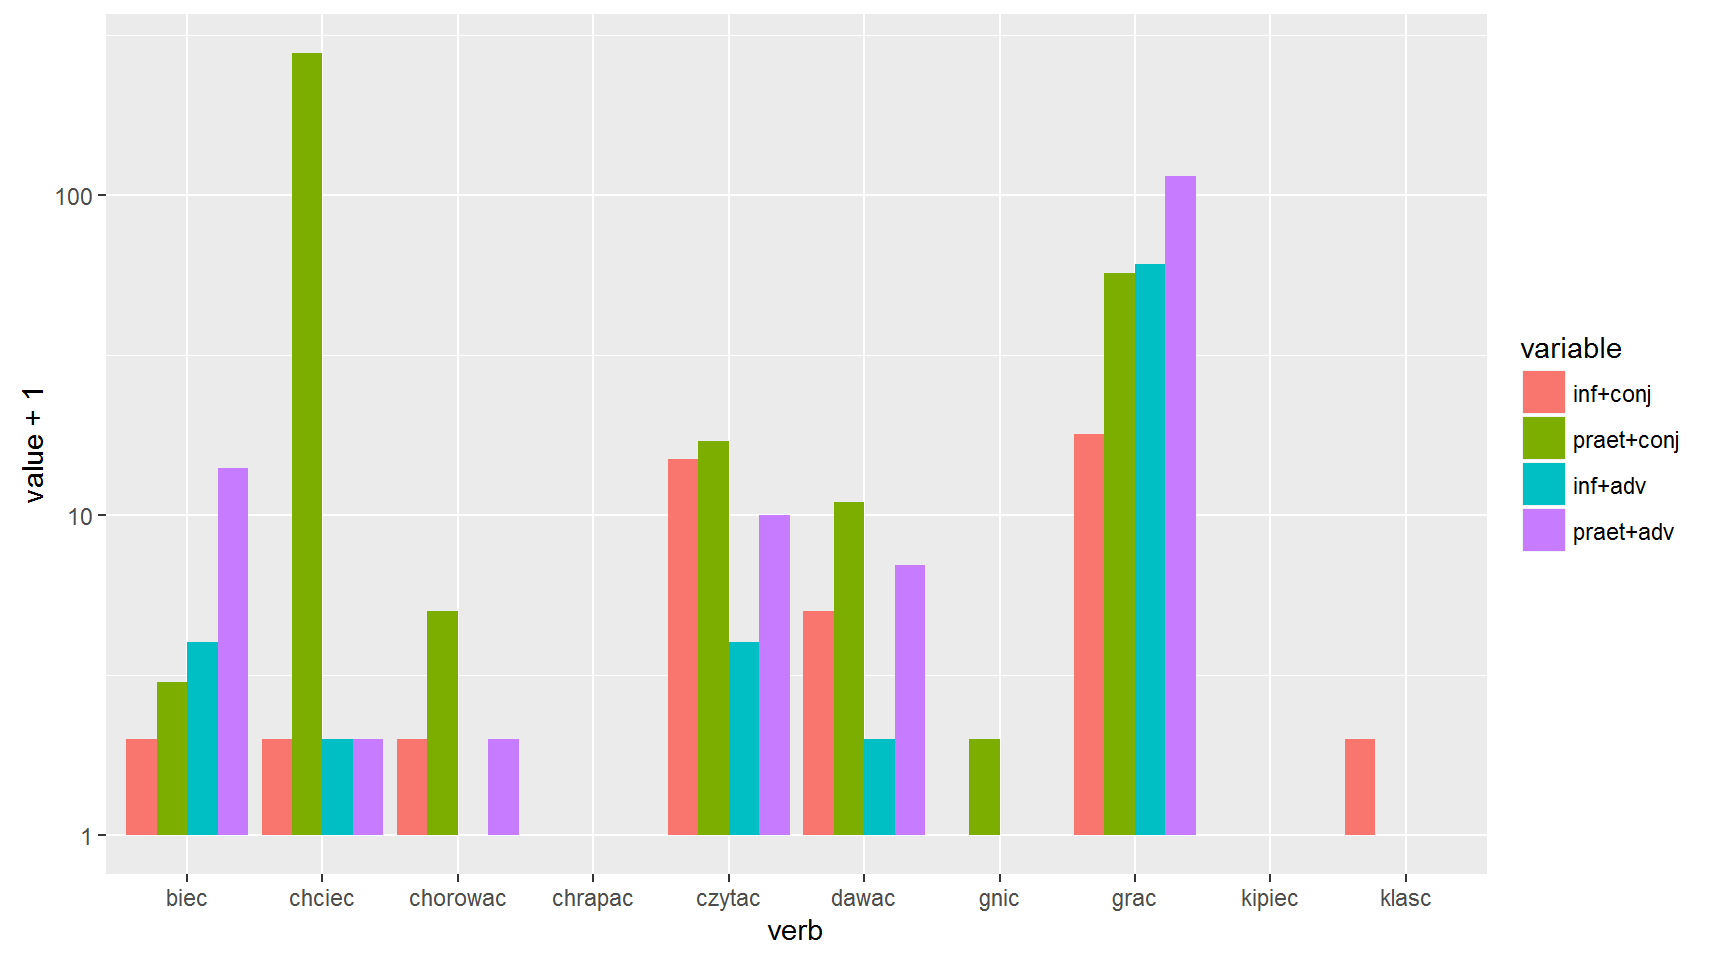 100
10
1
value + 1
biec chciec chorowac chrapac czytac dawac gnic grac kipiec klasc
verb
variable
inf+conj
praet+conj
inf+adv
praet+adv